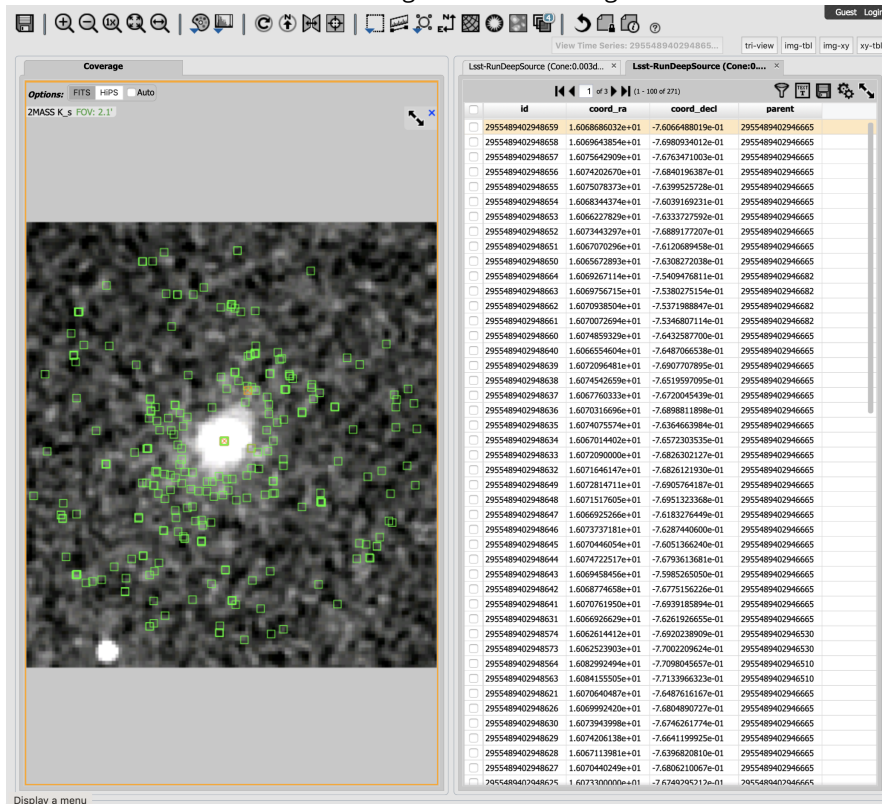 Guest Login
View Time Series: 2955489402948​65...
tri-view img-tbl img-xy xy-tbl
Coverage
Lsst-RunDeepSource (Cone:0.003d... × Lsst-RunDeepSource (Cone:0.... ×
Options: FITS HiPS Auto
1 of 3 (1 - 100 of 271)
2MASS K_s FOV: 2.1' ×
id coord_ra coord_decl parent
2955489402948659 1.6068686032e+01 -7.6066488019e-01 2955489402946665
2955489402948658 1.6069643854e+01 -7.6980934012e-01 2955489402946665
2955489402948657 1.6075642909e+01 -7.6763471003e-01 2955489402946665
2955489402948656 1.6074202670e+01 -7.6840196387e-01 2955489402946665
2955489402948655 1.6075078373e+01 -7.6399525728e-01 2955489402946665
2955489402948654 1.6068344374e+01 -7.6039169231e-01 2955489402946665
2955489402948653 1.6066227829e+01 -7.6333727592e-01 2955489402946665
2955489402948652 1.6073443297e+01 -7.6889177207e-01 2955489402946665
2955489402948651 1.6067070296e+01 -7.6120689458e-01 2955489402946665
2955489402948650 1.6065672893e+01 -7.6308272038e-01 2955489402946665
2955489402948664 1.6069267114e+01 -7.5409476811e-01 2955489402946682
2955489402948663 1.6069756715e+01 -7.5380275154e-01 2955489402946682
2955489402948662 1.6070938504e+01 -7.5371988847e-01 2955489402946682
2955489402948661 1.6070072694e+01 -7.5346807114e-01 2955489402946682
2955489402948660 1.6074859329e+01 -7.6432587700e-01 2955489402946665
2955489402948640 1.6066554604e+01 -7.6487066538e-01 2955489402946665
2955489402948639 1.6072096481e+01 -7.6907707895e-01 2955489402946665
2955489402948638 1.6074542659e+01 -7.6519597095e-01 2955489402946665
2955489402948637 1.6067760333e+01 -7.6720045439e-01 2955489402946665
2955489402948636 1.6070316696e+01 -7.6898811898e-01 2955489402946665
2955489402948635 1.6074075574e+01 -7.6364663984e-01 2955489402946665
2955489402948634 1.6067014402e+01 -7.6572303535e-01 2955489402946665
2955489402948633 1.6072090000e+01 -7.6826302127e-01 2955489402946665
2955489402948632 1.6071646147e+01 -7.6826121930e-01 2955489402946665
2955489402948649 1.6072814711e+01 -7.6905764187e-01 2955489402946665
2955489402948648 1.6071517605e+01 -7.6951323368e-01 2955489402946665
2955489402948647 1.6066925266e+01 -7.6183276449e-01 2955489402946665
2955489402948646 1.6073737181e+01 -7.6287440600e-01 2955489402946665
2955489402948645 1.6070446054e+01 -7.6051366240e-01 2955489402946665
2955489402948644 1.6074722517e+01 -7.6793613681e-01 2955489402946665
2955489402948643 1.6069458456e+01 -7.5985265050e-01 2955489402946665
2955489402948642 1.6068774658e+01 -7.6775156226e-01 2955489402946665
2955489402948641 1.6070761950e+01 -7.6939185894e-01 2955489402946665
2955489402948631 1.6066926629e+01 -7.6261926655e-01 2955489402946665
2955489402948574 1.6062614412e+01 -7.6920238909e-01 2955489402946530
2955489402948573 1.6062523903e+01 -7.7002209624e-01 2955489402946530
2955489402948564 1.6082992494e+01 -7.7098045657e-01 2955489402946510
2955489402948563 1.6084155505e+01 -7.7133966323e-01 2955489402946510
2955489402948621 1.6070640487e+01 -7.6487616167e-01 2955489402946665
2955489402948626 1.6069992420e+01 -7.6804890727e-01 2955489402946665
2955489402948630 1.6073943998e+01 -7.6746261774e-01 2955489402946665
2955489402948629 1.6074206138e+01 -7.6641199925e-01 2955489402946665
2955489402948628 1.6067113981e+01 -7.6396820810e-01 2955489402946665
2955489402948627 1.6070440249e+01 -7.6806210067e-01 2955489402946665
2955489402948625 1.6073300000e+01 -7.6749295212e-01 2955489402946665
Display a menu